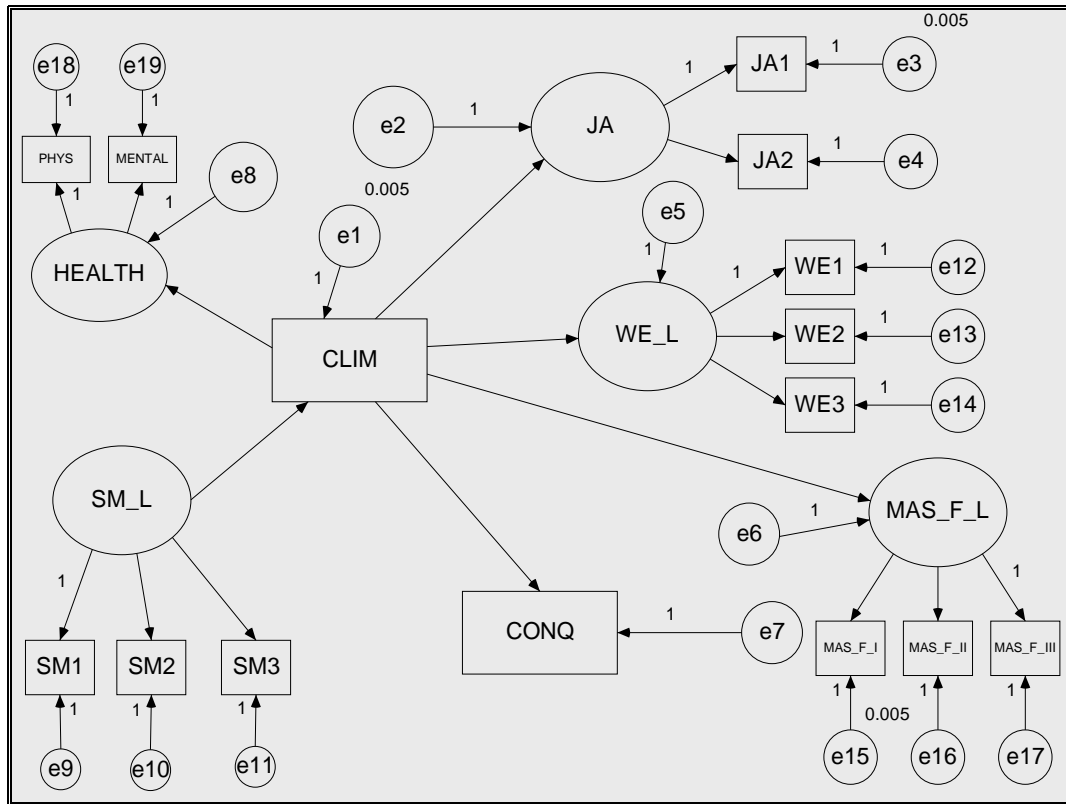 0.005
e18
e19
1
1
PHYS
MENTAL
1
1
e8
HEALTH
e2
1
JA
1
JA1
1
e3
JA2
1
e4
0.005
e1
1
CLIM
e5
1
WE_L
1
WE1
1
e12
WE2
1
e13
WE3
1
e14
SM_L
1
SM1
SM2
SM3
1
1
1
e9
e10
e11
CONQ
1
e7
e6
1
MAS_F_L
1
MAS_F_I
MAS_F_II
MAS_F_III
1
0.005
1
1
e15
e16
e17